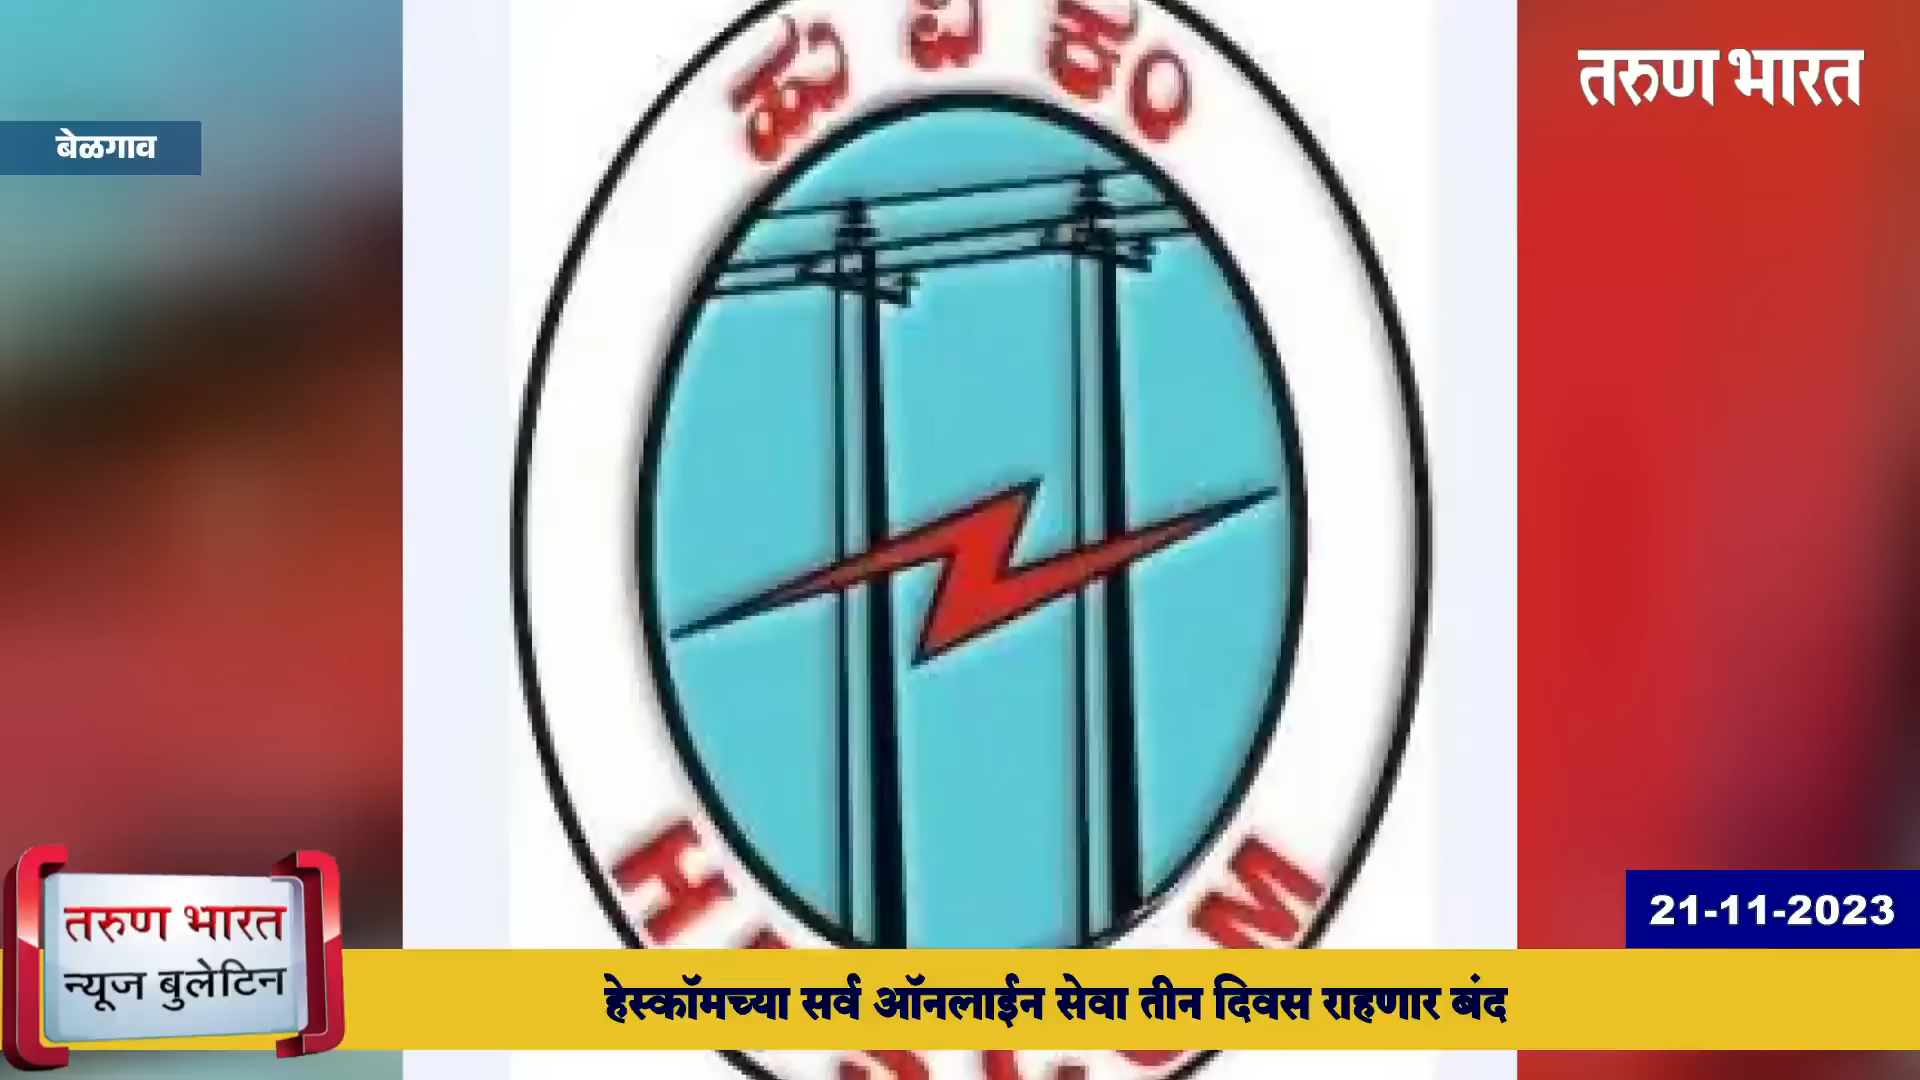 ಹು ವಿ ಕಂ
तरुण भारत
बेळगाव
21-11-2023
तरुण भारत
न्यूज बुलेटिन
हेस्कॉमच्या सर्व ऑनलाईन सेवा तीन दिवस राहणार बंद